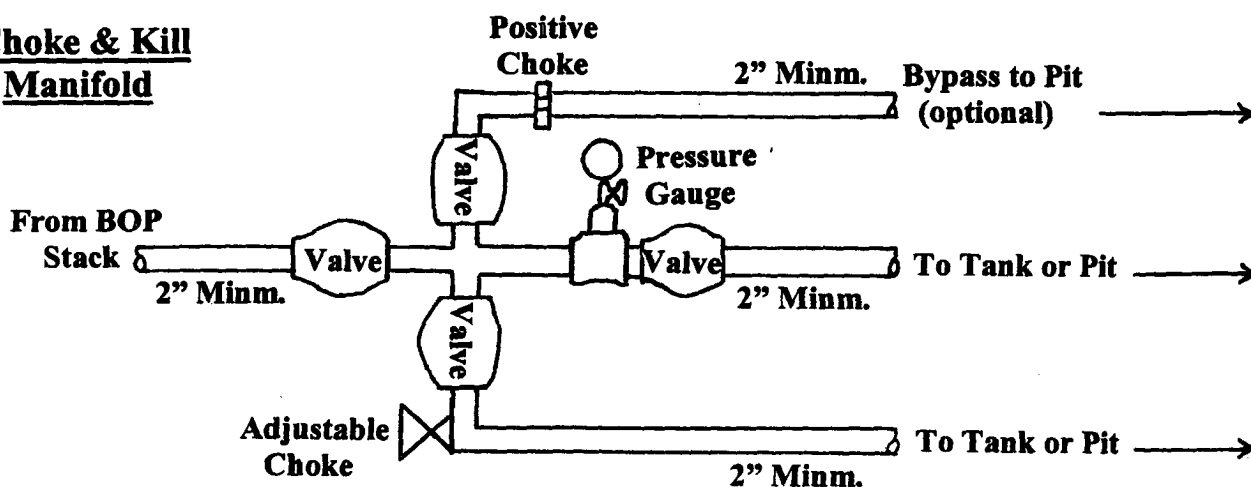 Choke & Kill
Manifold
Positive
Choke
2” Minm.
Bypass to Pit
(optional)
Valve
Pressure
Gauge
From BOP
Stack
Valve
Valve
To Tank or Pit
2” Minm.
2” Minm.
Valve
Adjustable
Choke
To Tank or Pit
2” Minm.